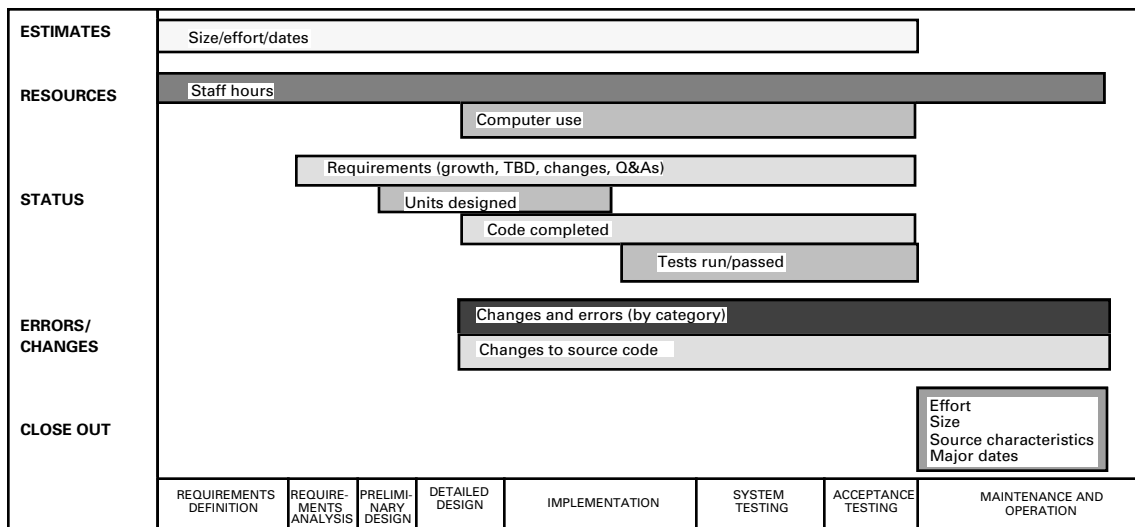 ESTIMATES
Size/effort/dates
RESOURCES
Staff hours
Computer use
STATUS
Requirements (growth, TBD, changes, Q&As)
Units designed
Code completed
Tests run/passed
ERRORS/
CHANGES
Changes and errors (by category)
Changes to source code
CLOSE OUT
Effort
Size
Source characteristics
Major dates
REQUIREMENTS
DEFINITION
REQUIRE-
MENTS
ANALYSIS
PRELIMI-
NARY
DESIGN
DETAILED
DESIGN
IMPLEMENTATION
SYSTEM
TESTING
ACCEPTANCE
TESTING
MAINTENANCE AND
OPERATION